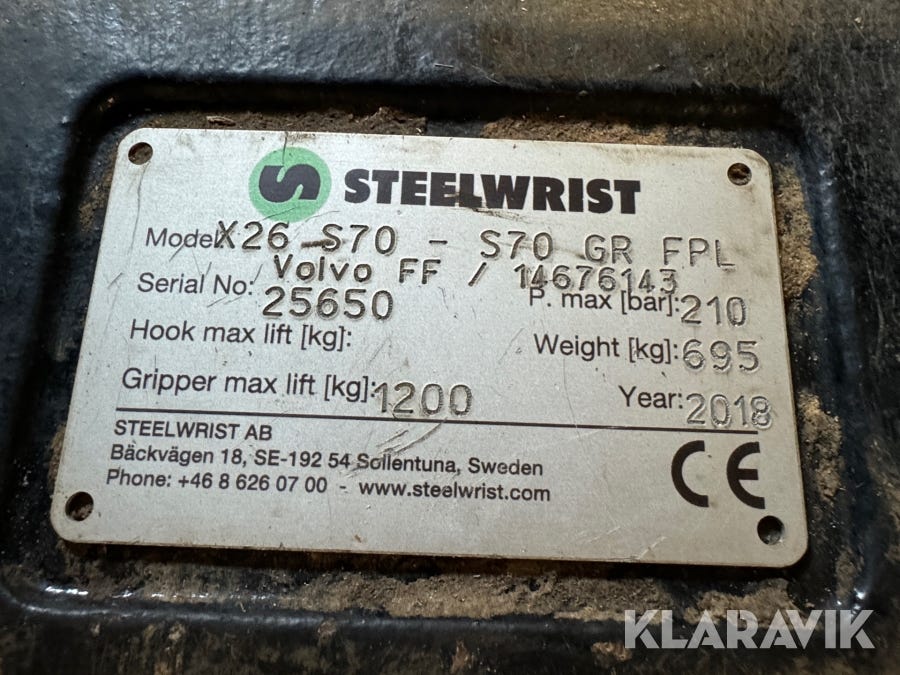 STEELWRIST
Model: X26 S70 - S70 GR FPL
Volvo FF / 14676143
Serial No: 25650 P. max [bar]: 210
Hook max lift [kg]: Weight [kg]: 695
Gripper max lift [kg]: 1200 Year: 2018
STEELWRIST AB
Bäckvägen 18, SE-192 54 Sollentuna, Sweden
Phone: +46 8 626 07 00 - www.steelwrist.com
CE
KLARAVIK